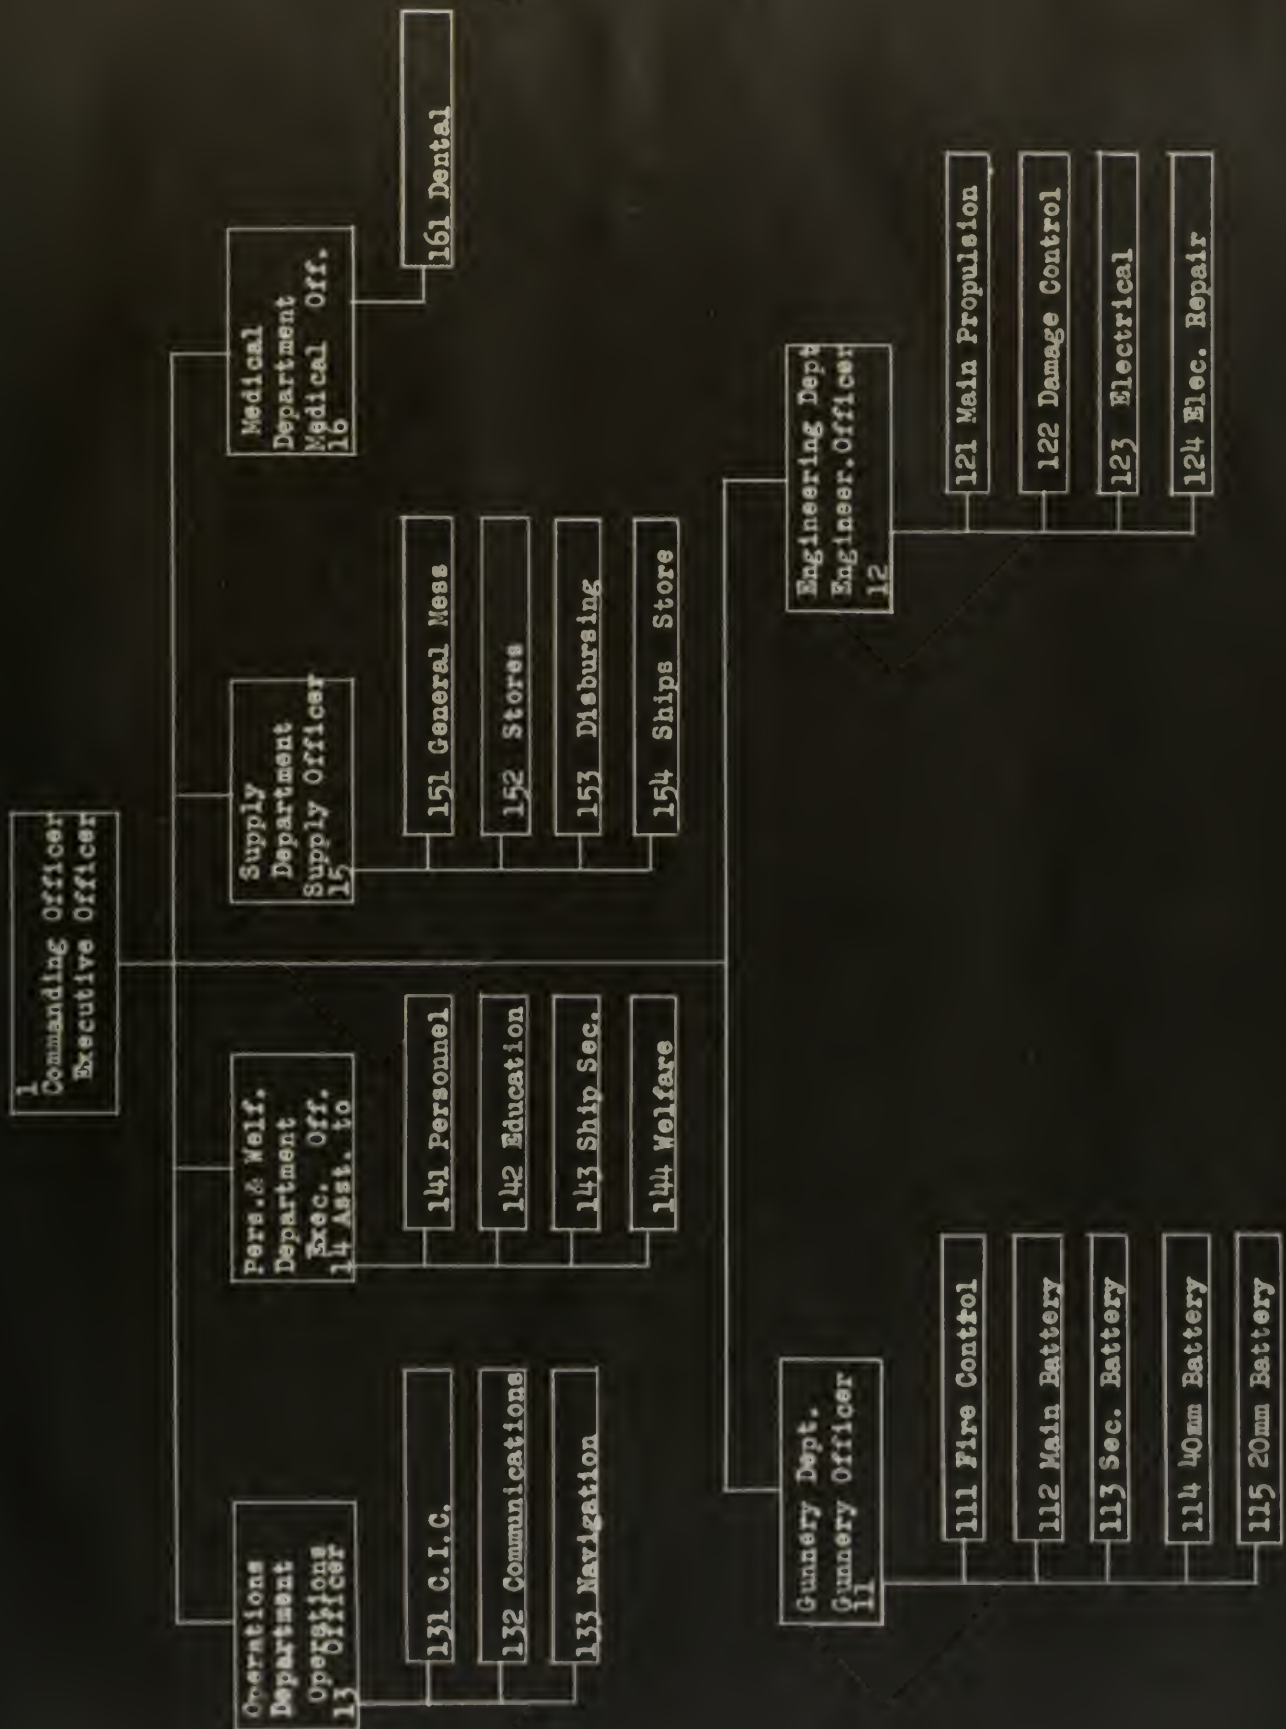 1
Commanding Officer
Executive Officer
Operations
Department
Operations
13 Officer
131 C.I.C.
132 Communications
133 Navigation
Pers.& Welf.
Department
Exec. Off.
14 Asst. to
141 Personnel
142 Education
143 Ship Sec.
144 Welfare
Supply
Department
Supply Officer
15
151 General Mess
152 Stores
153 Disbursing
154 Ships Store
Medical
Department
Medical Off.
16
161 Dental
Gunnery Dept.
Gunnery Officer
11
111 Fire Control
112 Main Battery
113 Sec. Battery
114 40mm Battery
115 20mm Battery
Engineering Dept
Engineer.Officer
12
121 Main Propulsion
122 Damage Control
123 Electrical
124 Elec. Repair